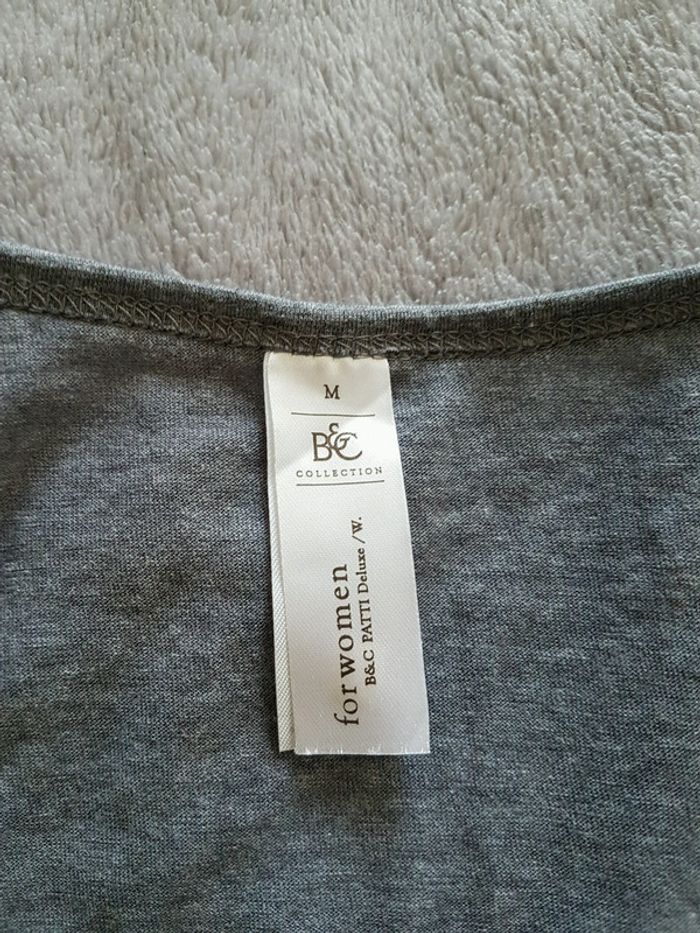 M
B&C
COLLECTION
for women
B&C PATTI Deluxe /W.